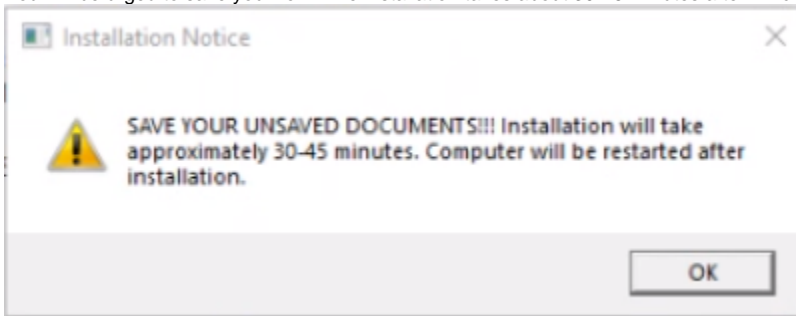 Installation Notice
SAVE YOUR UNSAVED DOCUMENTS!!! Installation will take
approximately 30-45 minutes. Computer will be restarted after
installation.
OK